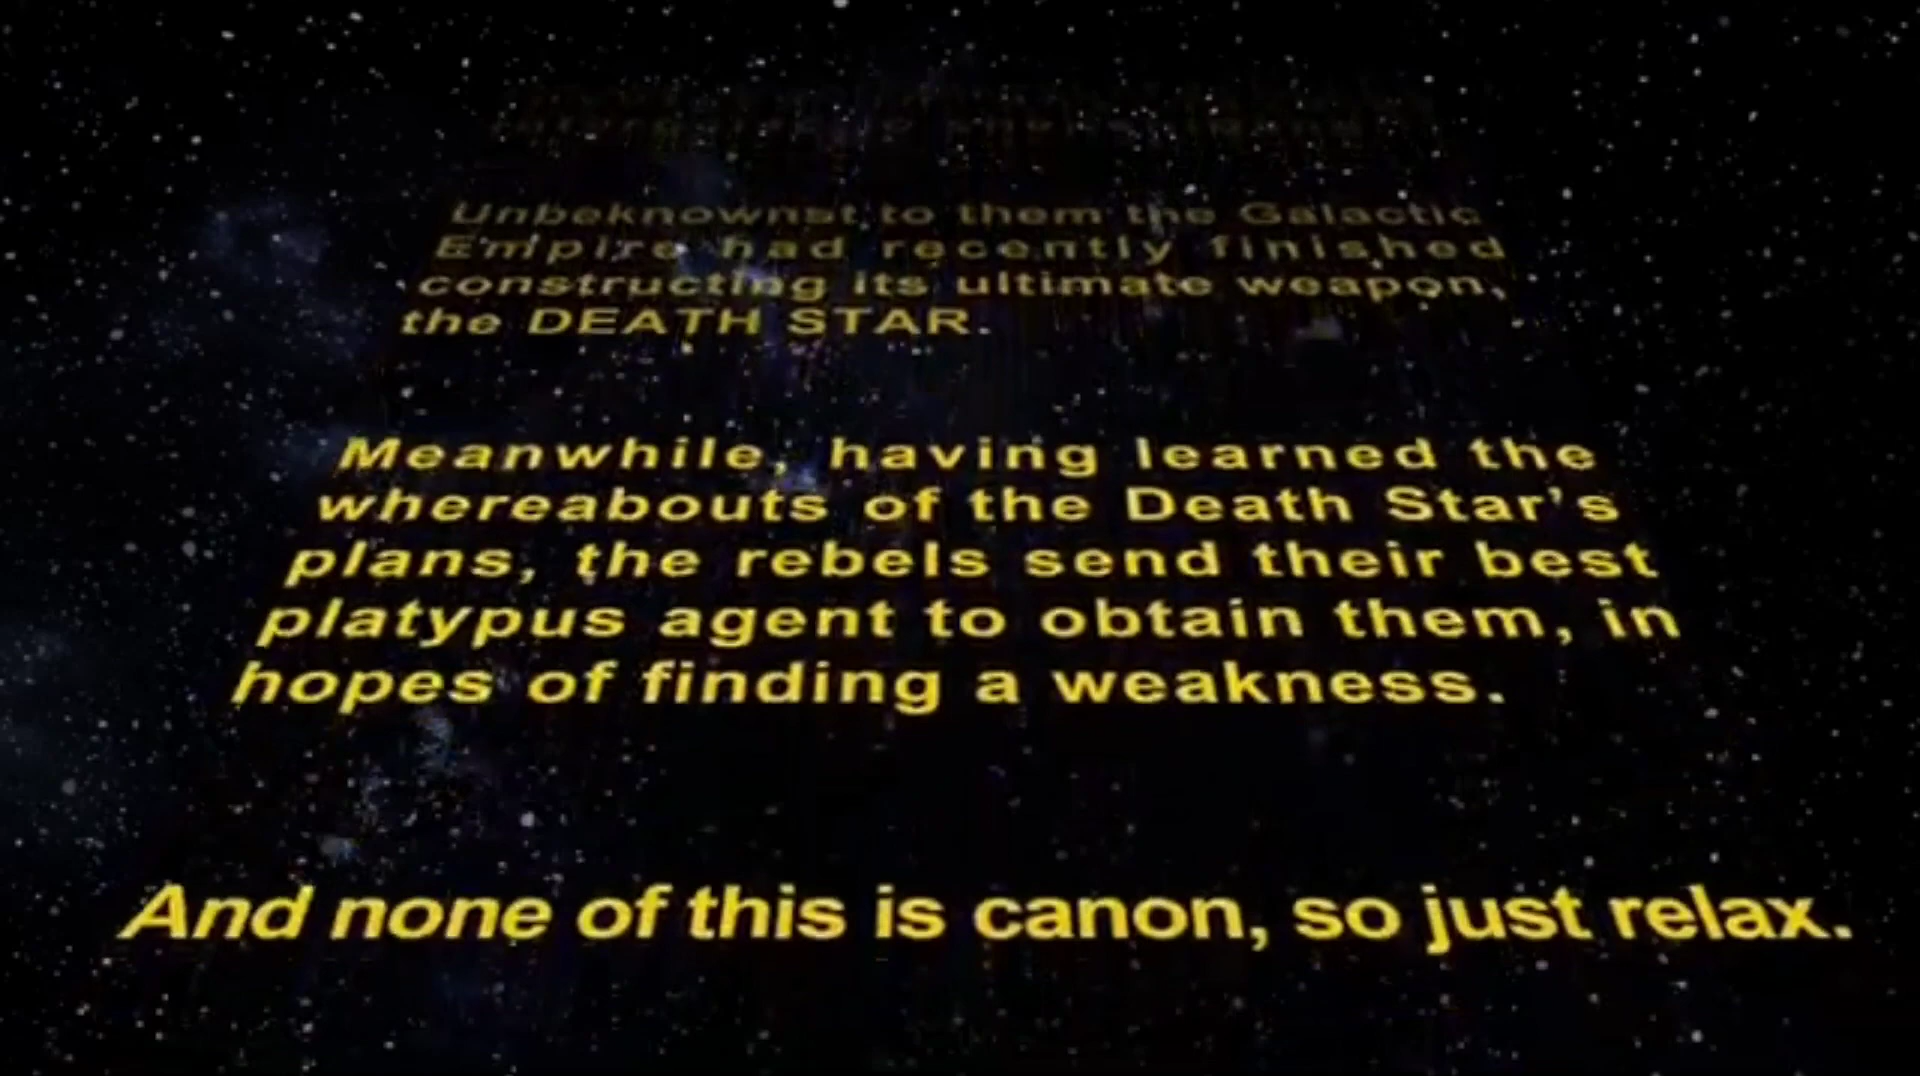 Unbeknownst to them the Galactic
Empire had recently finished
constructing its ultimate weapon,
the DEATH STAR.
Meanwhile, having learned the
whereabouts of the Death Star's
plans, the rebels send their best
platypus agent to obtain them, in
hopes of finding a weakness.
And none of this is canon, so just relax.